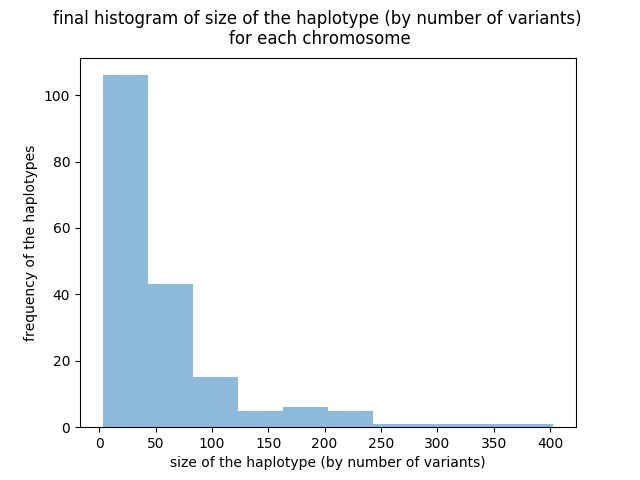 final histogram of size of the haplotype (by number of variants)
for each chromosome
frequency of the haplotypes
100
80
60
40
20
0
0 50 100 150 200 250 300 350 400
size of the haplotype (by number of variants)